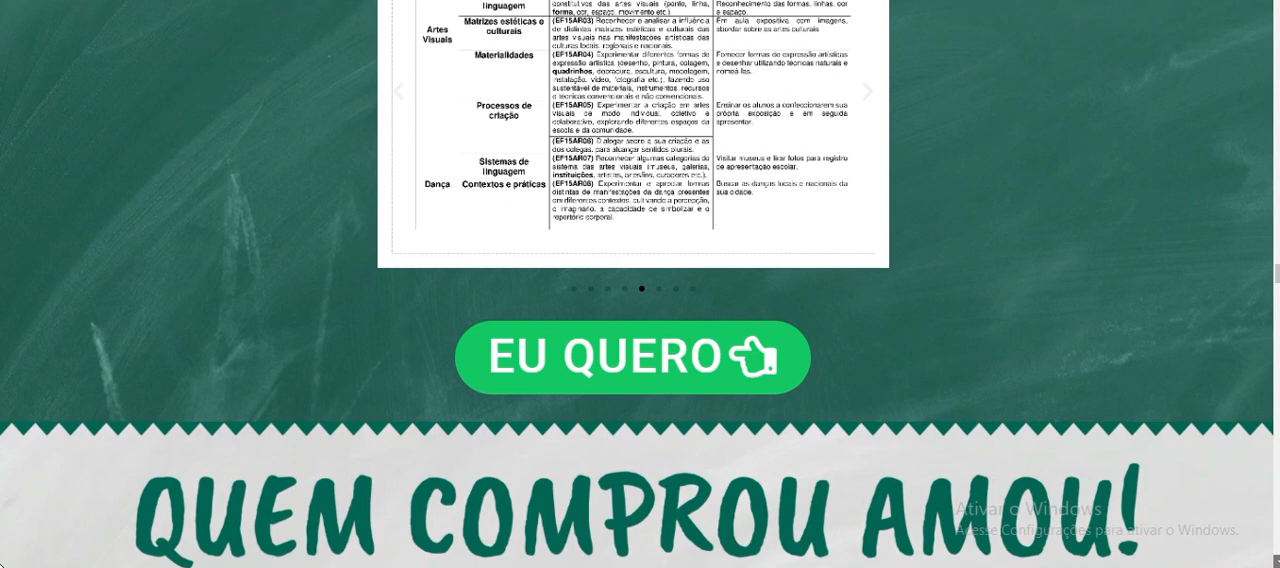 linguagem
constitutivos das artes visuais (ponto, linha,
forma, cor, espaço, movimento etc.)
Reconhecimento das formas, linhas, cor
e espaço.
Artes
Visuais
Matrizes estéticas e
culturais
(EF15AR03) Reconhecer e analisar a influência
de distintas matrizes estéticas e culturais das
artes visuais nas manifestações artísticas das
culturas locais, regionais e nacionais.
Em aula expositiva com imagens,
abordar sobre as artes culturais
Materialidades
(EF15AR04) Experimentar diferentes formas de
expressão artística (desenho, pintura, colagem,
quadrinhos, dobradura, escultura, modelagem,
instalação, vídeo, fotografia etc.), fazendo uso
sustentável de materiais, instrumentos, recursos
e técnicas convencionais e não convencionais.
Fornecer formas de expressão artísticas
e desenhar utilizando técnicas naturais e
nomeá-las.
Processos de
criação
(EF15AR05) Experimentar a criação em artes
visuais de modo individual, coletivo e
colaborativo, explorando diferentes espaços da
escola e da comunidade.
Ensinar os alunos a confeccionarem sua
própria exposição e em seguida
apresentar.
(EF15AR06) Dialogar sobre a sua criação e as
dos colegas, para alcançar sentidos plurais.
Sistemas de
linguagem
(EF15AR07) Reconhecer algumas categorias do
sistema das artes visuais (museus, galerias,
instituições, artistas, artesãos, curadores etc.).
Visitar museus e tirar fotos para registro
de apresentação escolar.
Dança
Contextos e práticas
(EF15AR08) Experimentar e apreciar formas
distintas de manifestações da dança presentes
em diferentes contextos, cultivando a percepção,
o imaginário, a capacidade de simbolizar e o
repertório corporal.
Buscar as danças locais e nacionais da
sua cidade.
EU QUERO
QUEM COMPROU AMOU!
Ativar o Windows
Acesse Configurações para ativar o Windows.